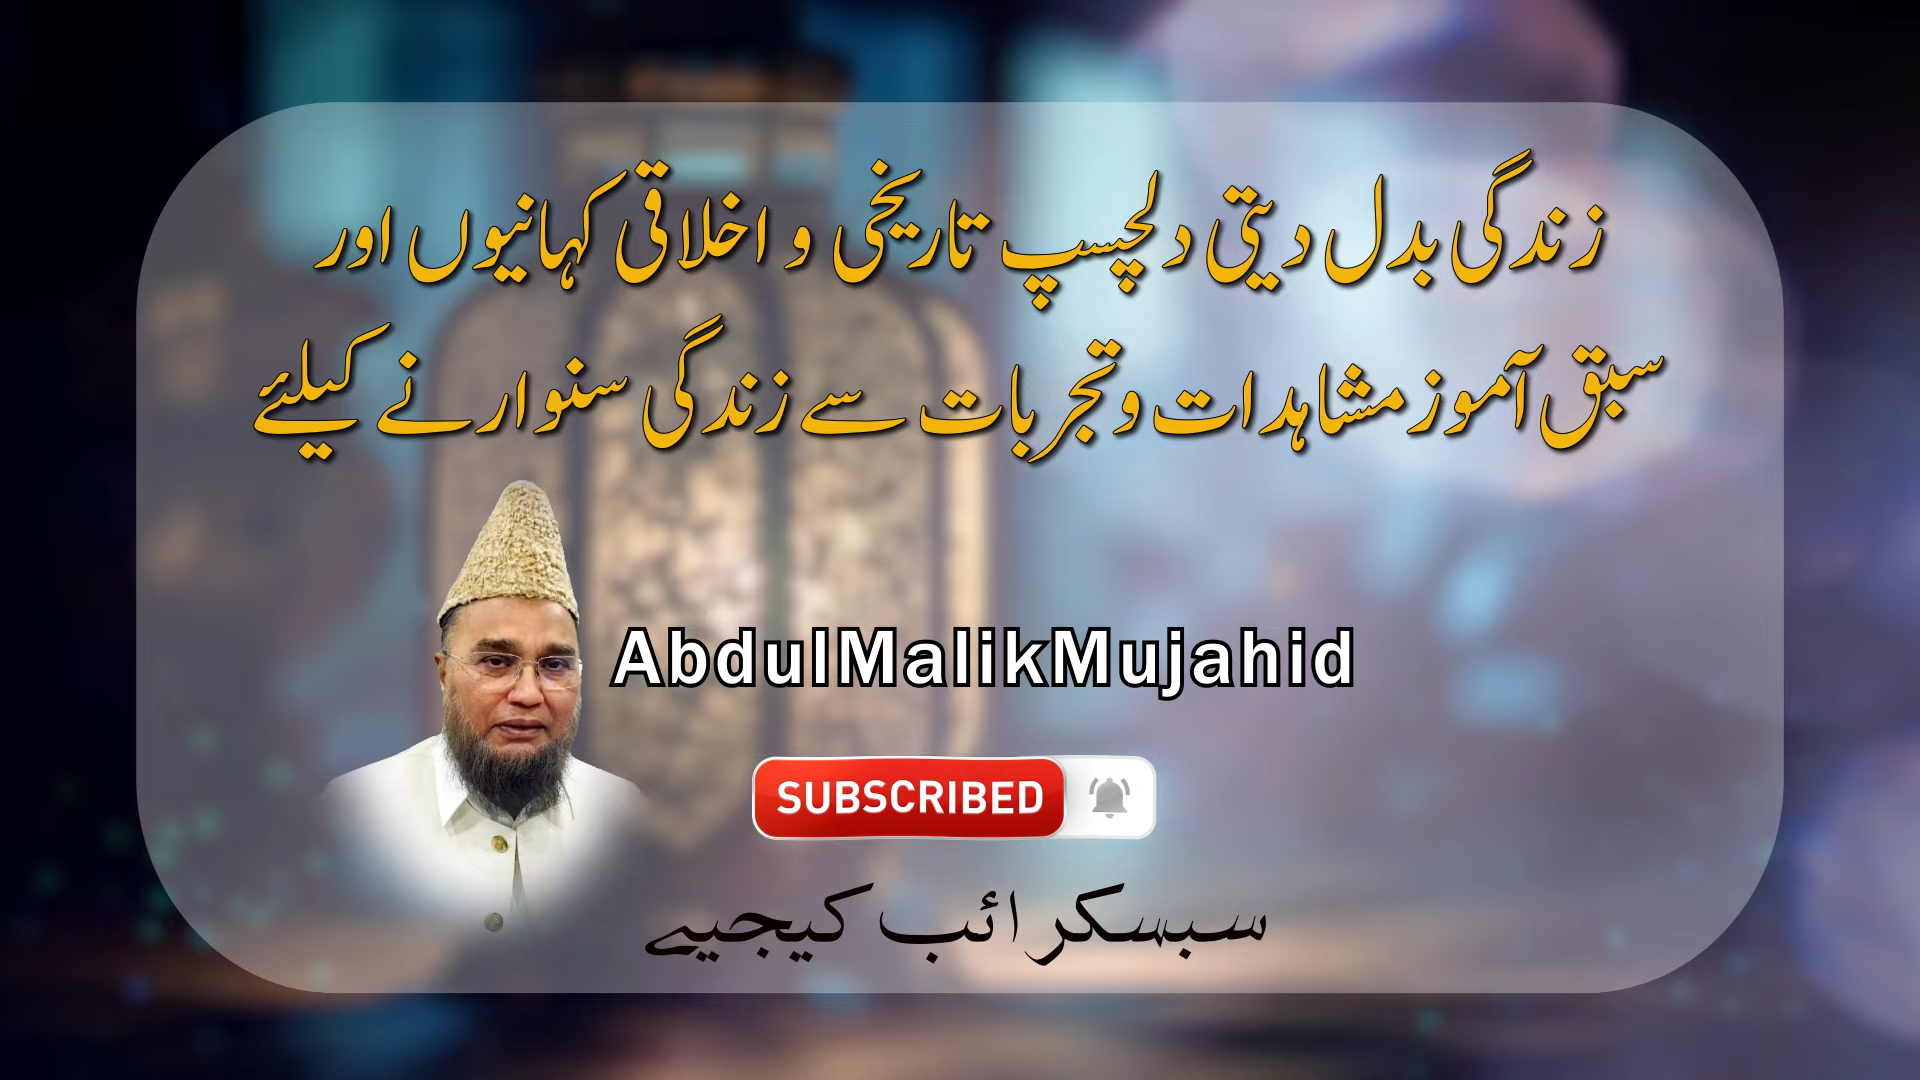 زندگی بدل دیتی دلچسپ تاریخی و اخلاقی کہانیوں اور
سبق آموز مشاہدات و تجربات سے زندگی سنوارنے کیلئے
AbdulMalikMujahid
SUBSCRIBED
سبسکرائب کیجیے